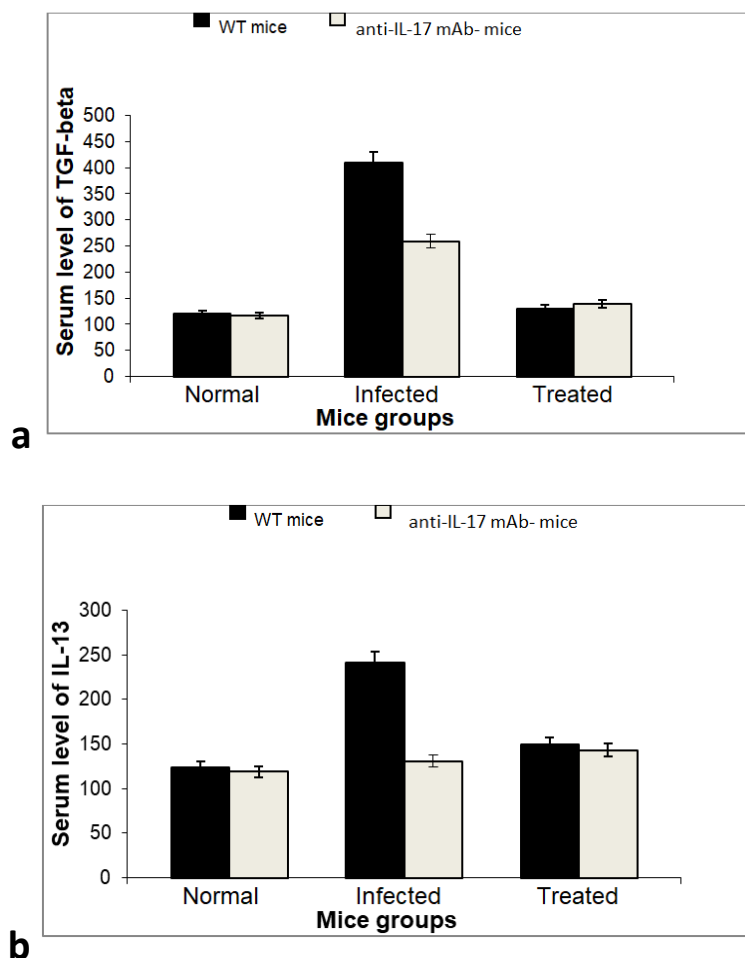 WT mice
anti-IL-17 mAb- mice
Serum level of TGF-beta
500
450
400
350
300
250
200
150
100
50
0
Normal Infected Treated
Mice groups
a
WT mice
anti-IL-17 mAb- mice
Serum level of IL-13
300
250
200
150
100
50
0
Normal Infected Treated
Mice groups
b